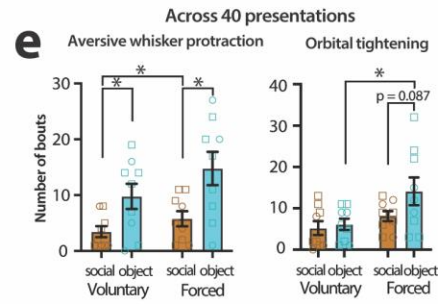 Across 40 presentations
e
Aversive whisker protraction
Orbital tightening
Number of bouts
30
20
10
0
*
*
*
social object social object
Voluntary Forced
40
30
20
10
0
*
p = 0.087
social object social object
Voluntary Forced